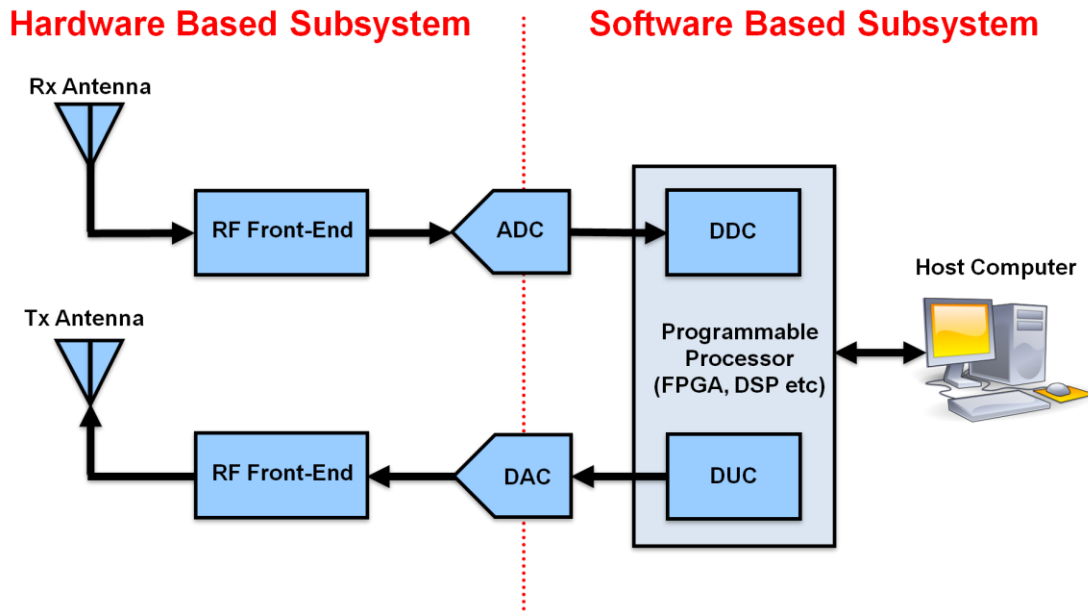 Hardware Based Subsystem
Software Based Subsystem
Rx Antenna
RF Front-End
ADC
DDC
Host Computer
Tx Antenna
Programmable
Processor
(FPGA, DSP etc)
RF Front-End
DAC
DUC